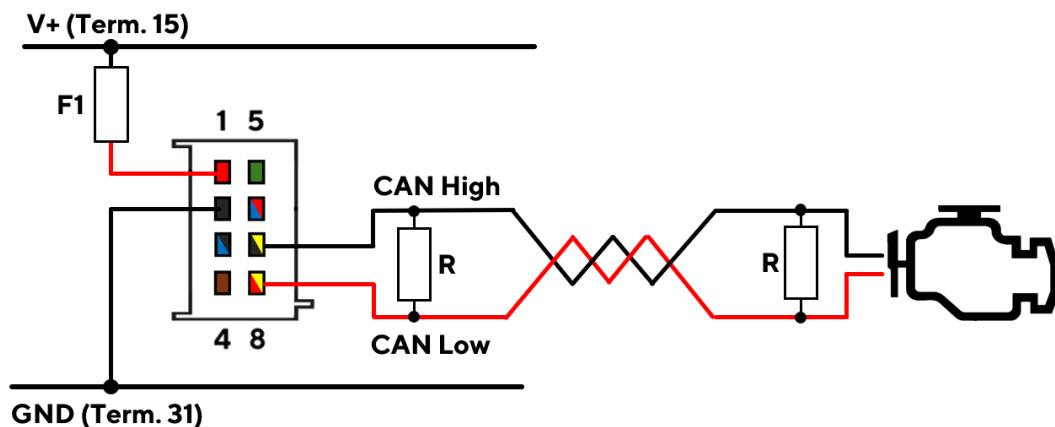 V+ (Term. 15)
F1
1 5
CAN High
R
R
4 8
CAN Low
GND (Term. 31)